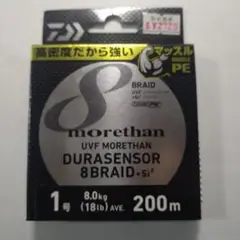 DAIWA
高密度だから強い
マッスル
PE
8 BRAID
morethan
UVF MORETHAN
DURASENSOR
8BRAID+Si²
1号
8.0kg
(18lb) AVE.
200m